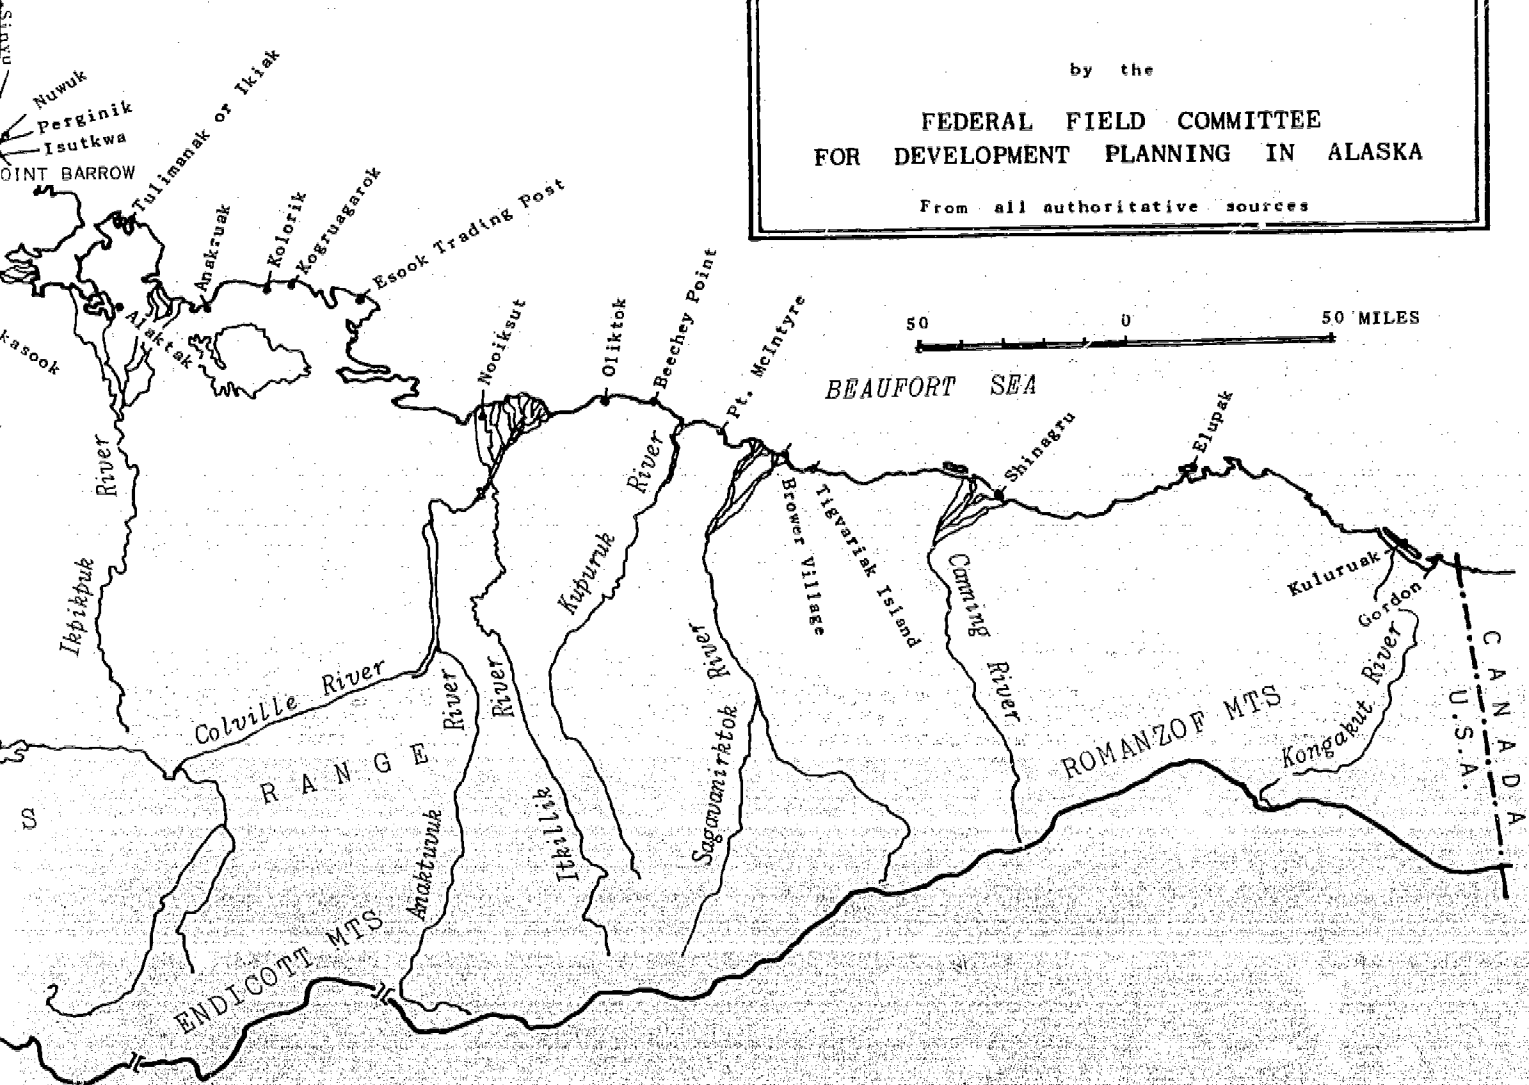 by the
FEDERAL FIELD COMMITTEE
FOR DEVELOPMENT PLANNING IN ALASKA
From all authoritative sources
Sinyu
Nuwuk
Perginik
Isutkwa
OINT BARROW
Tulimanak or Ikiak
Anakruak
Kolorik
Kogruagarok
Esook Trading Post
Alaktak
kasook
Nooiksut
Oliktok
Beechey Point
Pt. McIntyre
50 0 50 MILES
BEAUFORT SEA
Brower Village
Tigvariak Island
Shinagru
Elupak
Kuluruak
Gordon
Ikpikpuk River
Colville River
Anaktuvuk River
Itkillik River
Kupuruk River
Sagavanirktok River
Canning River
Kongakut River
CANADA
U.S.A.
ROMANZOF MTS
RANGE
S
ENDICOTT MTS